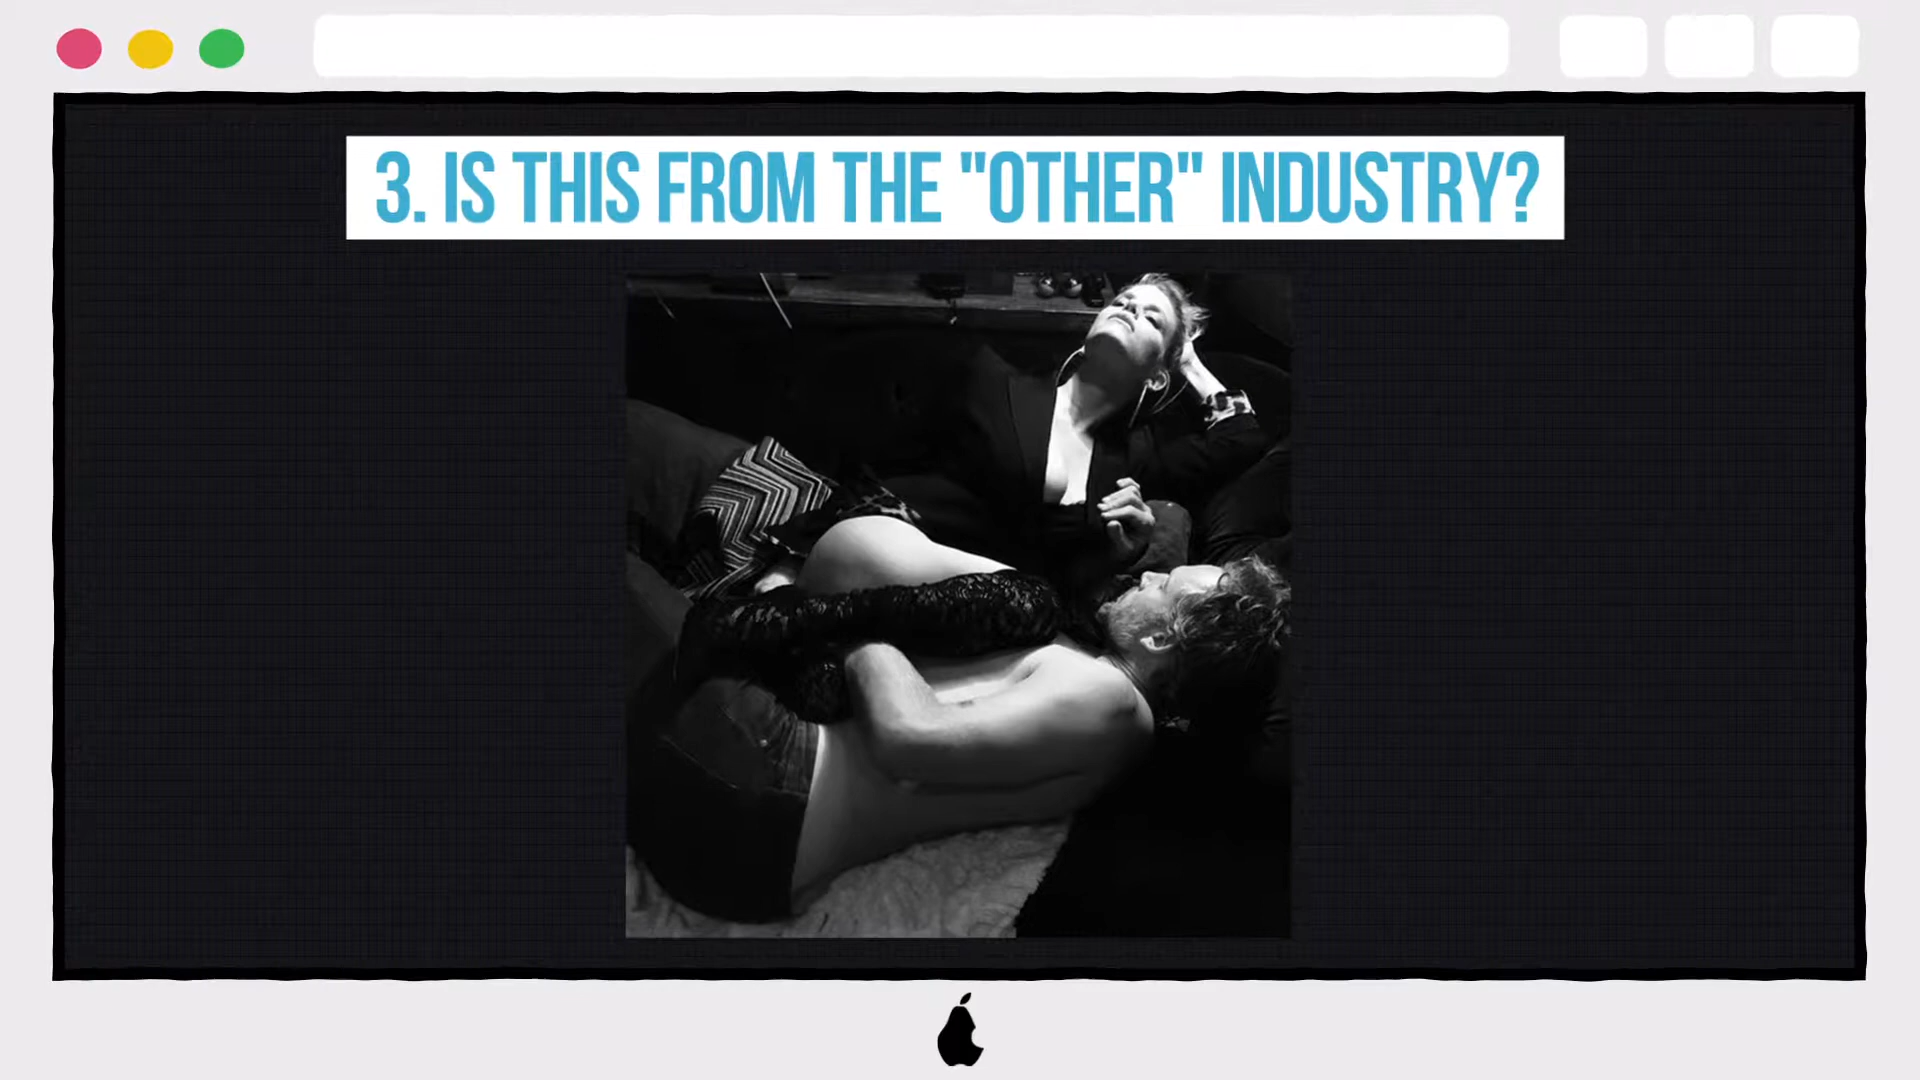 3. IS THIS FROM THE "OTHER" INDUSTRY?